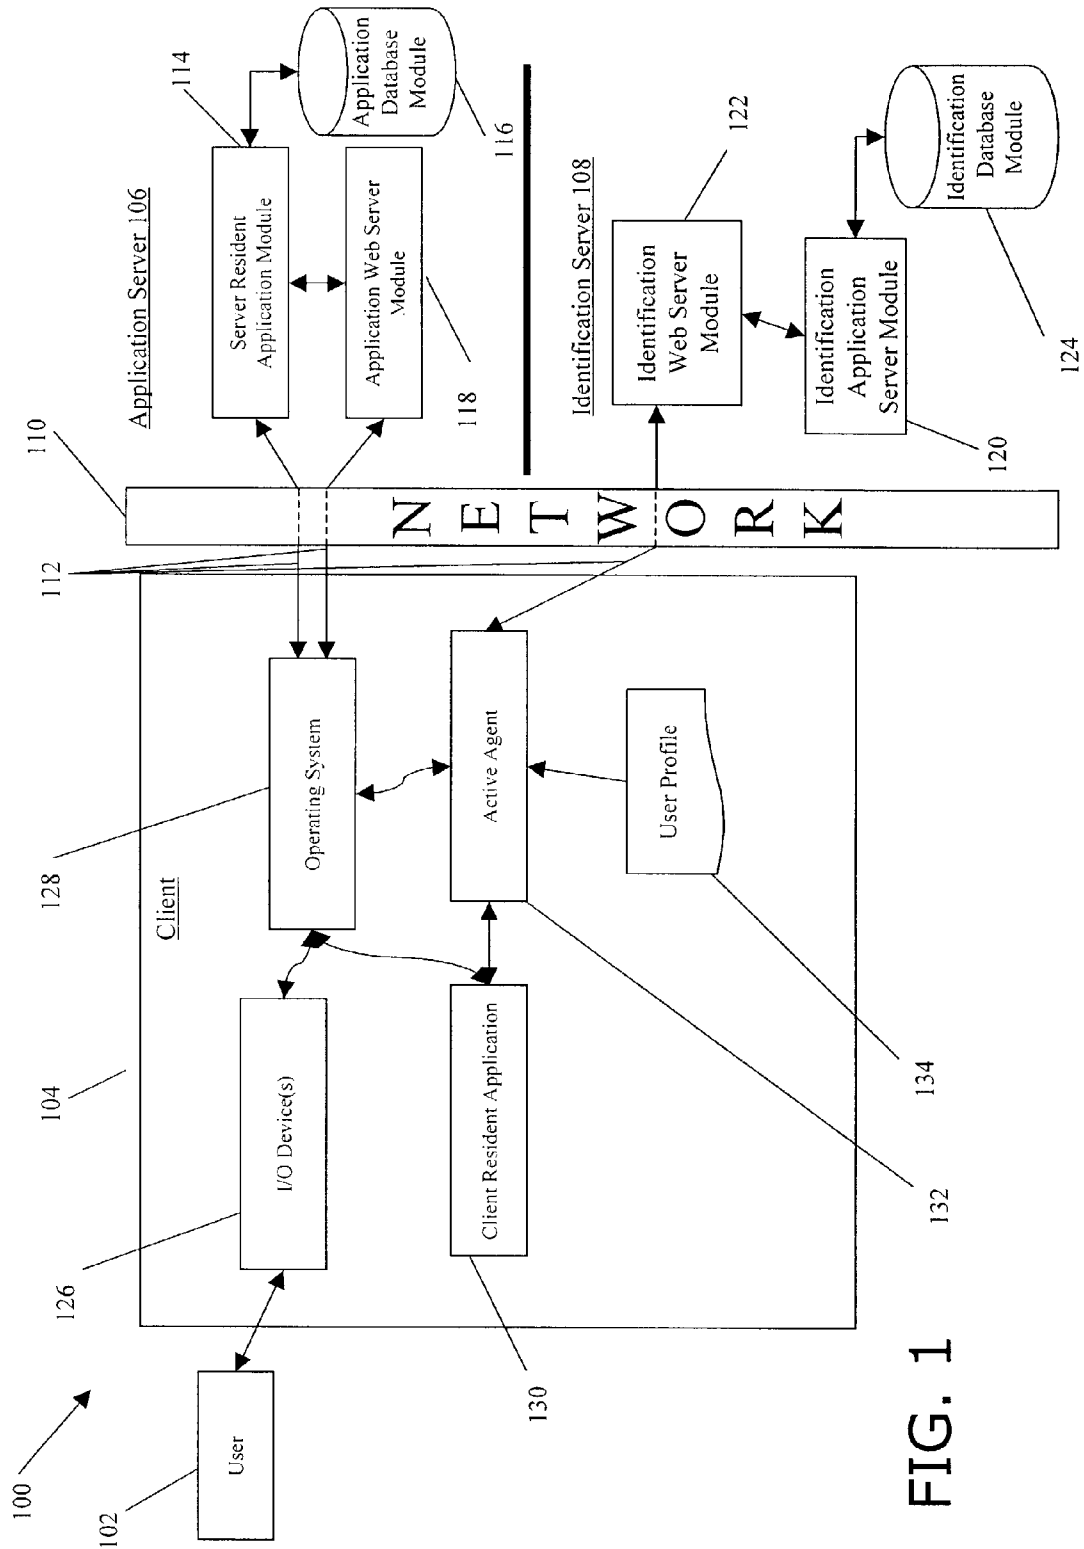 100
102
User
104
Client
126
I/O Device(s)
128
Operating System
130
Client Resident Application
Active Agent
132
User Profile
134
112
110
NETWORK
Application Server 106
Server Resident
Application Module
114
Application
Database
Module
116
Application Web Server
Module
118
Identification Server 108
Identification
Web Server
Module
122
Identification
Application
Server Module
120
Identification
Database
Module
124
FIG. 1